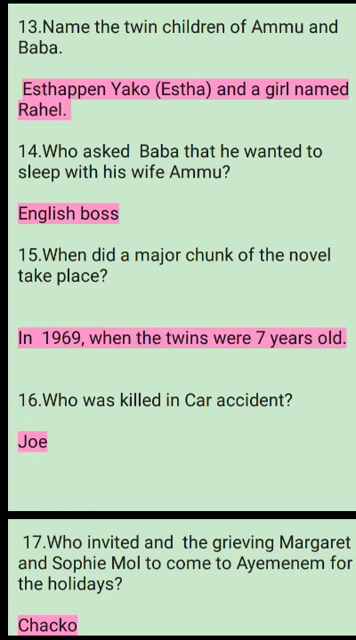 13.Name the twin children of Ammu and
Baba.
Esthappen Yako (Estha) and a girl named
Rahel.
14.Who asked  Baba that he wanted to
sleep with his wife Ammu?
English boss
15.When did a major chunk of the novel
take place?
In  1969, when the twins were 7 years old.
16.Who was killed in Car accident?
Joe
17.Who invited and  the grieving Margaret
and Sophie Mol to come to Ayemenem for
the holidays?
Chacko